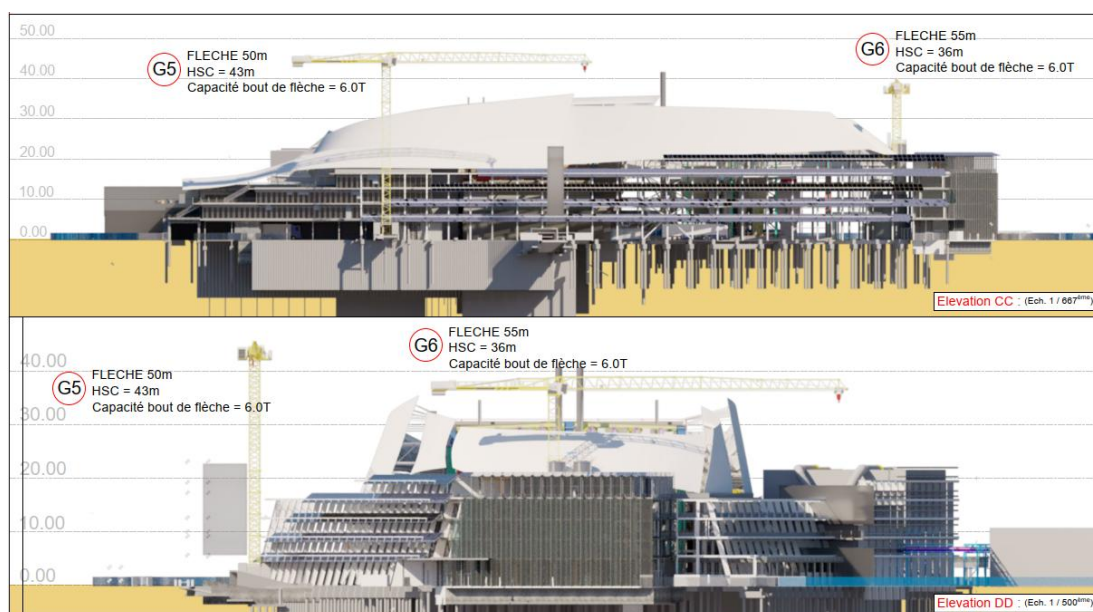 50.00
40.00
30.00
20.00
10.00
0.00
G5
FLECHE 50m
HSC = 43m
Capacité bout de flèche = 6.0T
G6
FLECHE 55m
HSC = 36m
Capacité bout de flèche = 6.0T
Elevation CC : (Ech. 1 / 667ème)
40.00
30.00
20.00
10.00
0.00
G5
FLECHE 50m
HSC = 43m
Capacité bout de flèche = 6.0T
G6
FLECHE 55m
HSC = 36m
Capacité bout de flèche = 6.0T
Elevation DD : (Ech. 1 / 500ème)